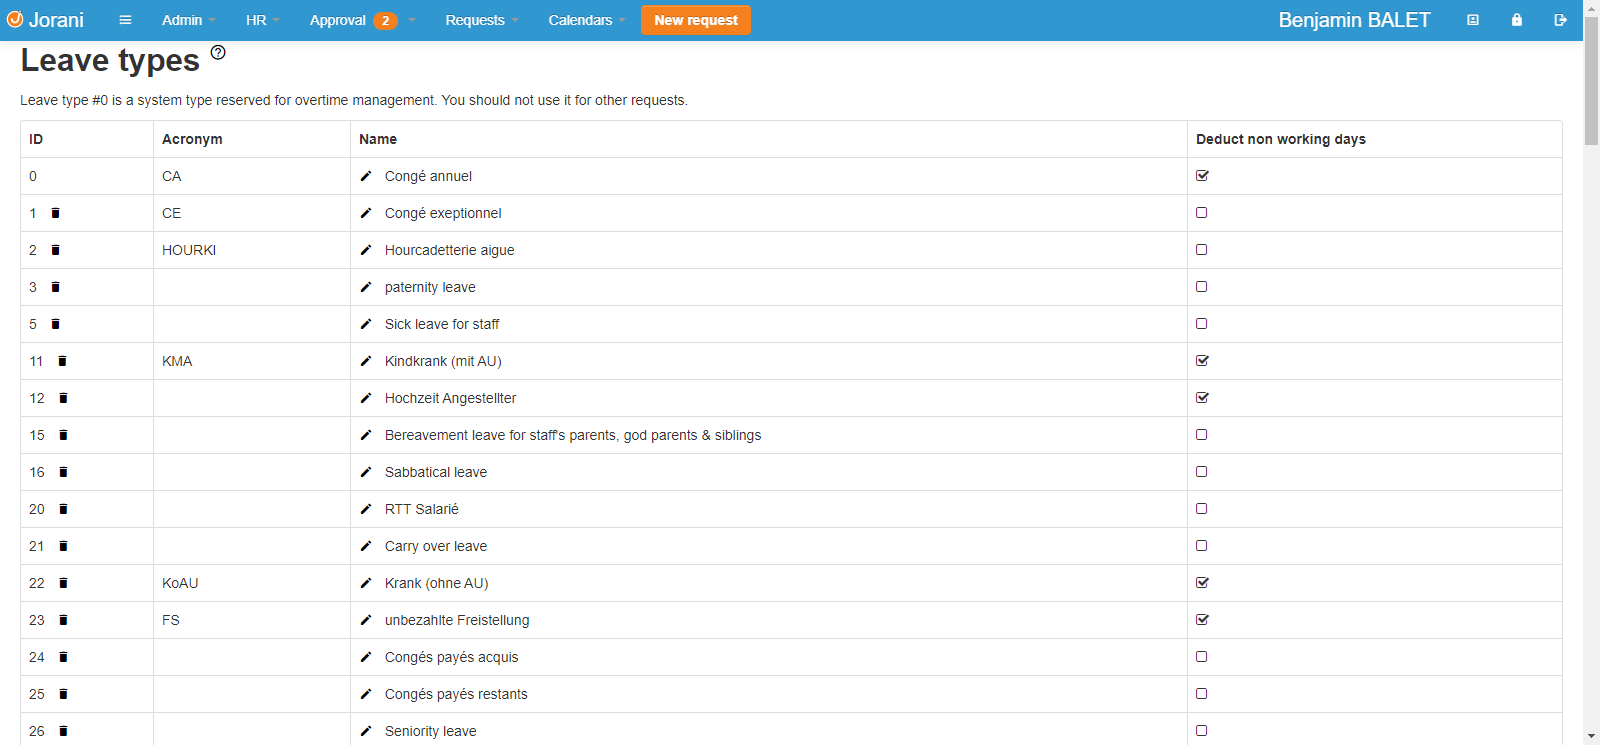 Jorani Admin HR Approval 2 Requests Calendars New request Benjamin BALET
Leave types
Leave type #0 is a system type reserved for overtime management. You should not use it for other requests.
ID Acronym Name Deduct non working days
0 CA Congé annuel
1 CE Congé exeptionnel
2 HOURKI Hourcadetterie aigue
3 paternity leave
5 Sick leave for staff
11 KMA Kindkrank (mit AU)
12 Hochzeit Angestellter
15 Bereavement leave for staff's parents, god parents & siblings
16 Sabbatical leave
20 RTT Salarié
21 Carry over leave
22 KoAU Krank (ohne AU)
23 FS unbezahlte Freistellung
24 Congés payés acquis
25 Congés payés restants
26 Seniority leave